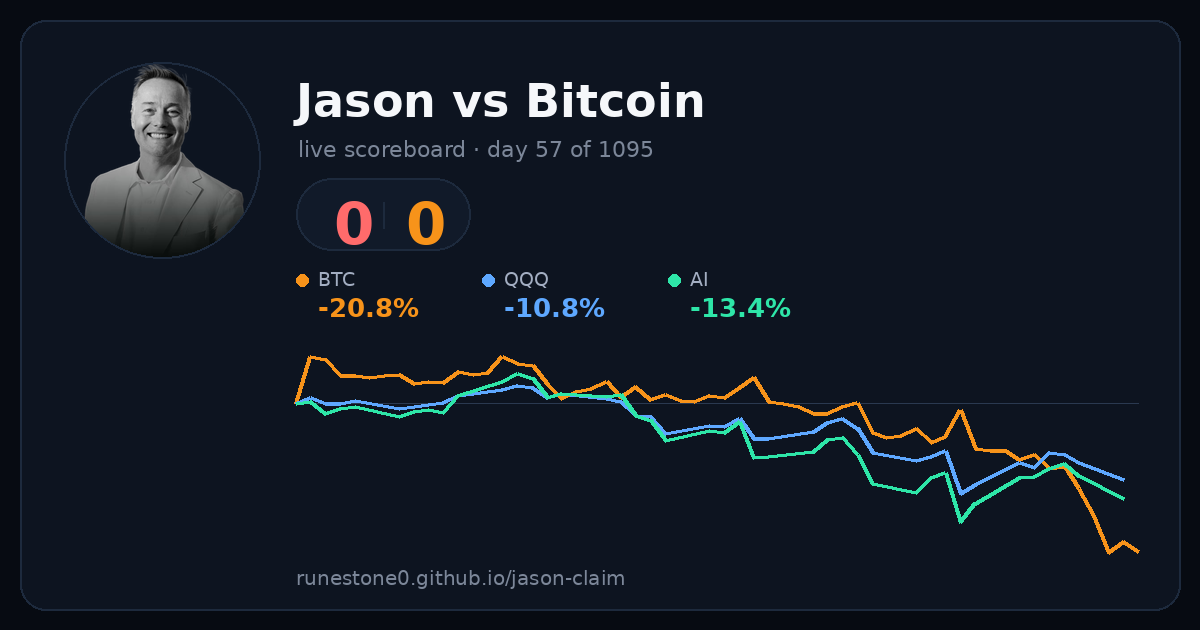 Jason vs Bitcoin
live scoreboard · day 57 of 1095
0 0
BTC QQQ AI
-20.8% -10.8% -13.4%
runestone0.github.io/jason-claim